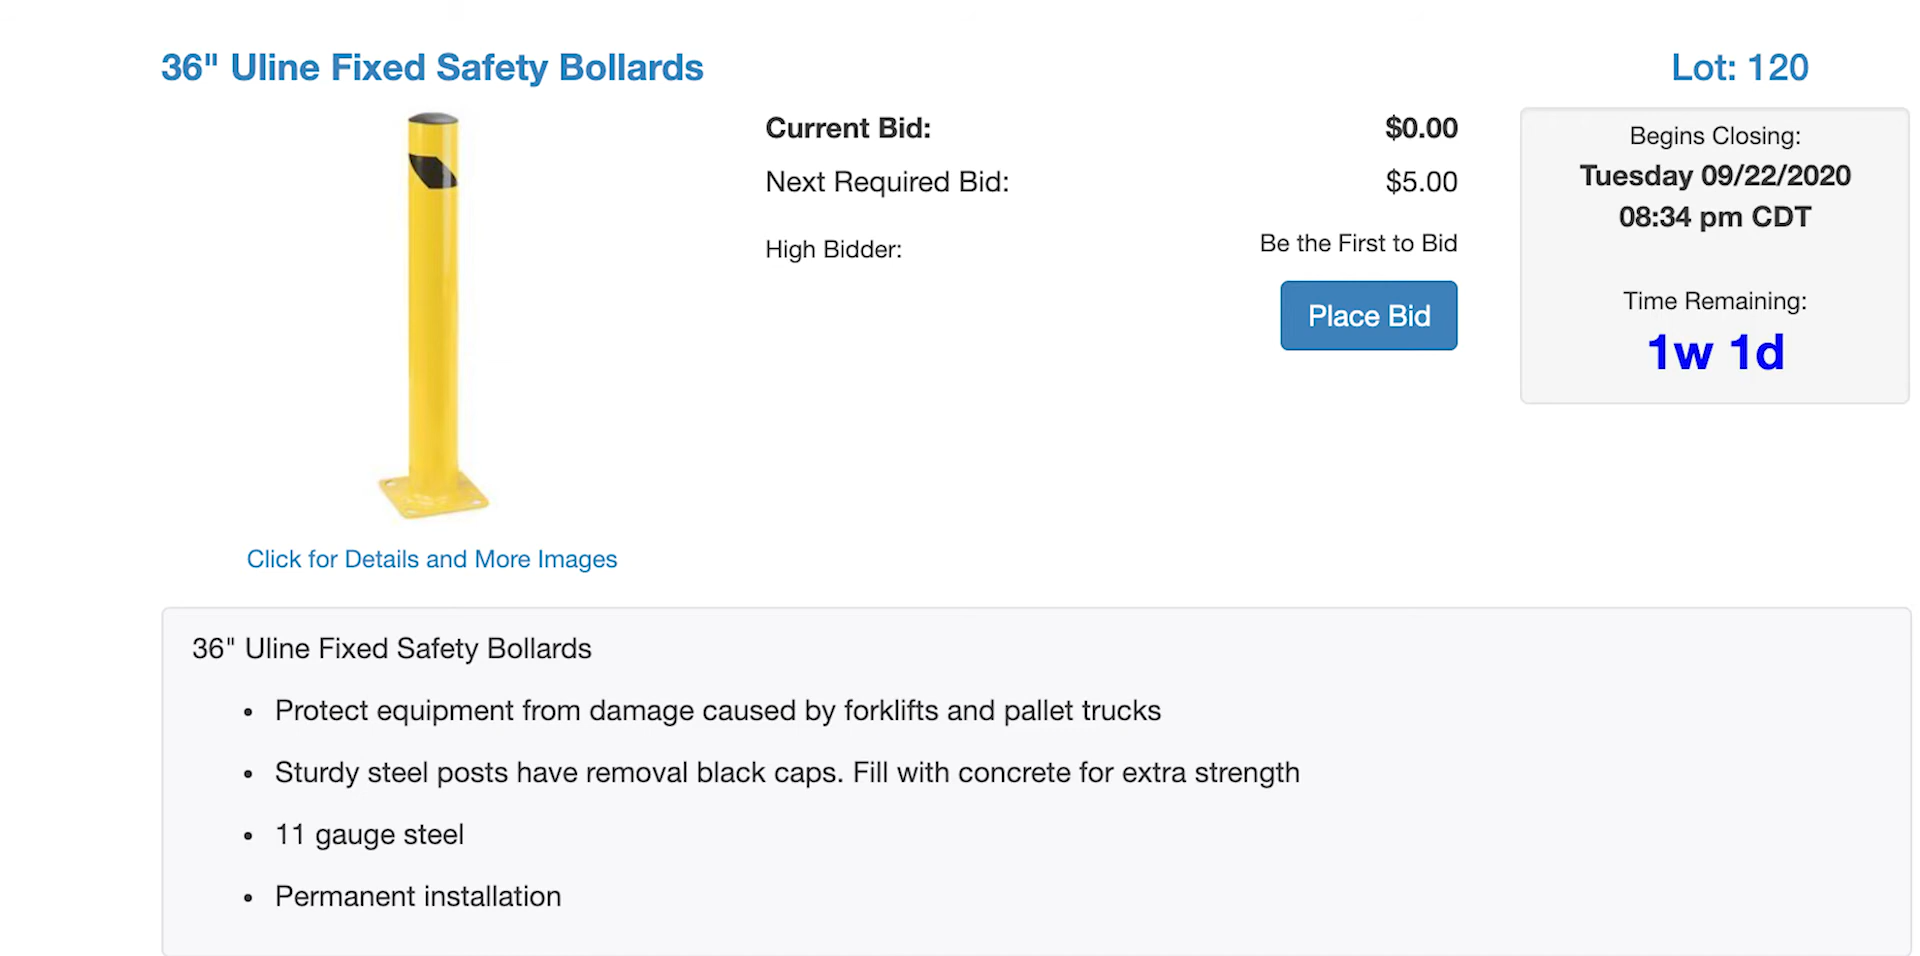 36" Uline Fixed Safety Bollards
Lot: 120
Current Bid: $0.00
Next Required Bid: $5.00
High Bidder: Be the First to Bid
Place Bid
Begins Closing:
Tuesday 09/22/2020
08:34 pm CDT
Time Remaining:
1w 1d
Click for Details and More Images
36" Uline Fixed Safety Bollards
• Protect equipment from damage caused by forklifts and pallet trucks
• Sturdy steel posts have removal black caps. Fill with concrete for extra strength
• 11 gauge steel
• Permanent installation